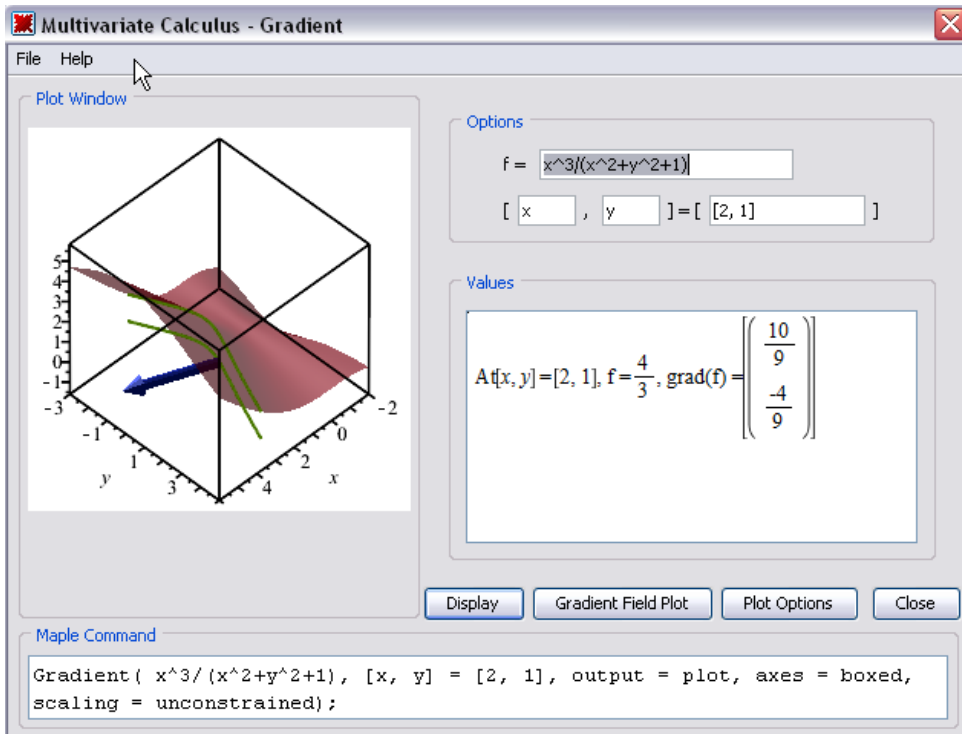 Multivariate Calculus - Gradient
File Help
Plot Window
5
4
3
2
1
0
-1
-3
-1
1
3
y
-2
0
2
4
x
Options
f = x^3/(x^2+y^2+1)
[ x , y ] = [ [2, 1] ]
Values
At[x, y] = [2, 1], f = 4/3, grad(f) = [(10/9
-4/9)]
Display Gradient Field Plot Plot Options Close
Maple Command
Gradient( x^3/(x^2+y^2+1), [x, y] = [2, 1], output = plot, axes = boxed,
scaling = unconstrained);